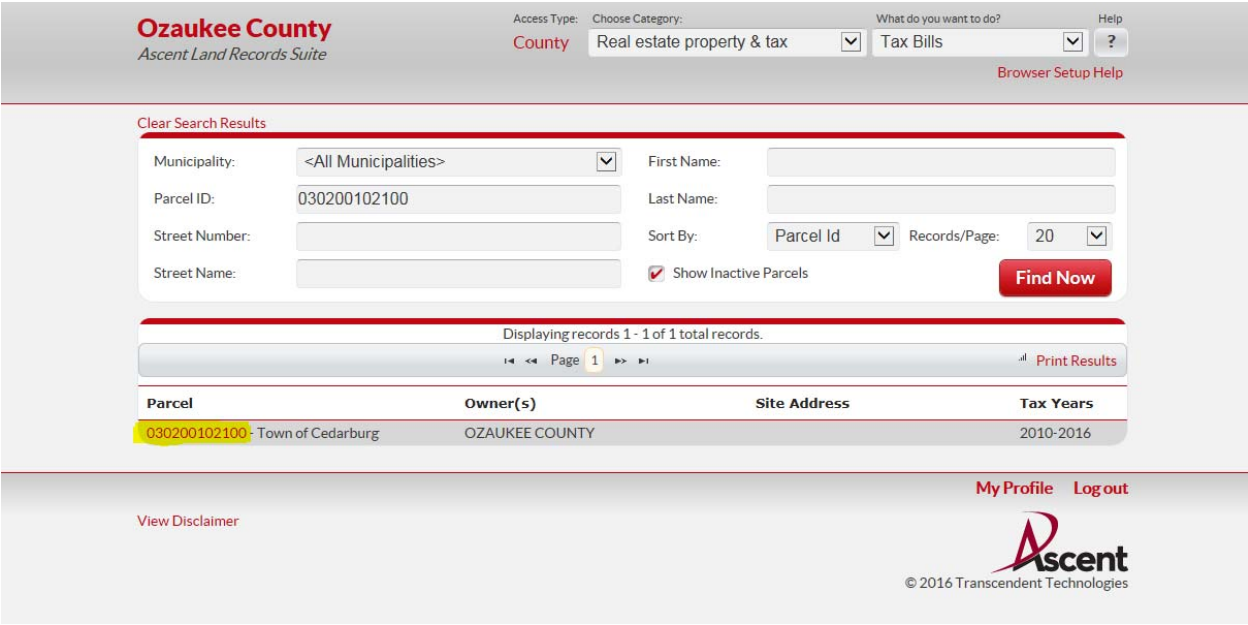 Ozaukee County
Ascent Land Records Suite
Access Type: Choose Category: What do you want to do? Help
County Real estate property & tax Tax Bills ?
Browser Setup Help
Clear Search Results
Municipality: <All Municipalities> First Name:
Parcel ID: 030200102100 Last Name:
Street Number: Sort By: Parcel Id Records/Page: 20
Street Name: Show Inactive Parcels Find Now
Displaying records 1 - 1 of 1 total records.
Page 1 Print Results
Parcel Owner(s) Site Address Tax Years
030200102100 - Town of Cedarburg OZAUKEE COUNTY 2010-2016
My Profile Log out
View Disclaimer
Ascent
© 2016 Transcendent Technologies